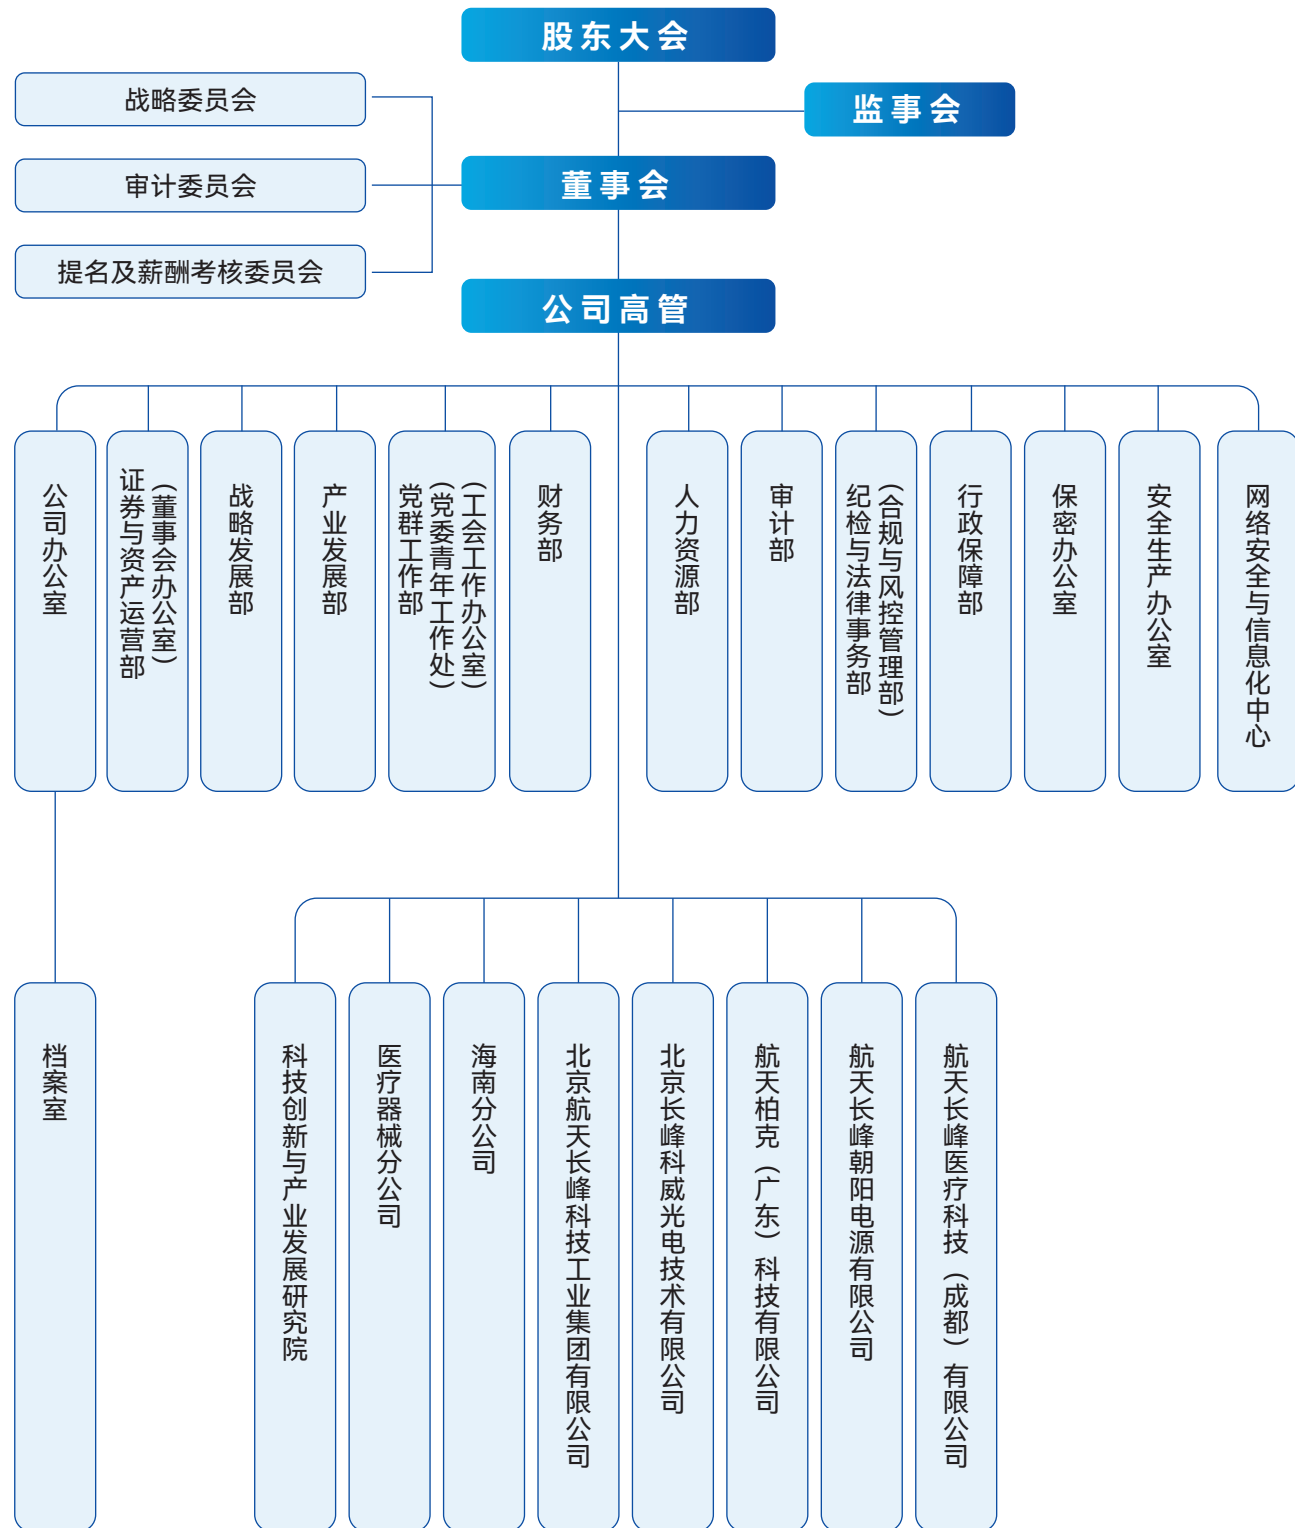 股东大会
战略委员会
监事会
审计委员会
董事会
提名及薪酬考核委员会
公司高管
公司办公室
证券与资产运营部
(董事会办公室)
战略发展部
产业发展部
党群工作部
(党委青年工作处)
(工会工作办公室)
财务部
人力资源部
审计部
纪检与法律事务部
(合规与风控管理部)
行政保障部
保密办公室
安全生产办公室
网络安全与信息化中心
档案室
科技创新与产业发展研究院
医疗器械分公司
海南分公司
北京航天长峰科技工业集团有限公司
北京长峰科威光电技术有限公司
航天柏克（广东）科技有限公司
航天长峰朝阳电源有限公司
航天长峰医疗科技（成都）有限公司